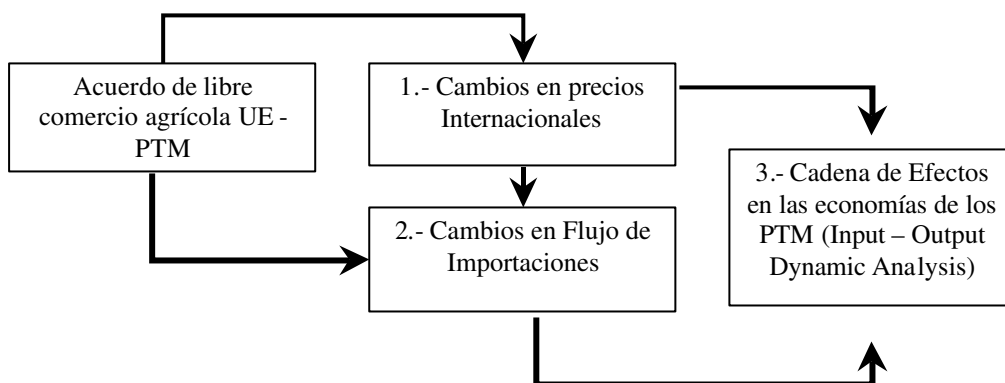 Acuerdo de libre
comercio agrícola UE -
PTM
1.- Cambios en precios
Internacionales
2.- Cambios en Flujo de
Importaciones
3.- Cadena de Efectos
en las economías de los
PTM (Input – Output
Dynamic Analysis)